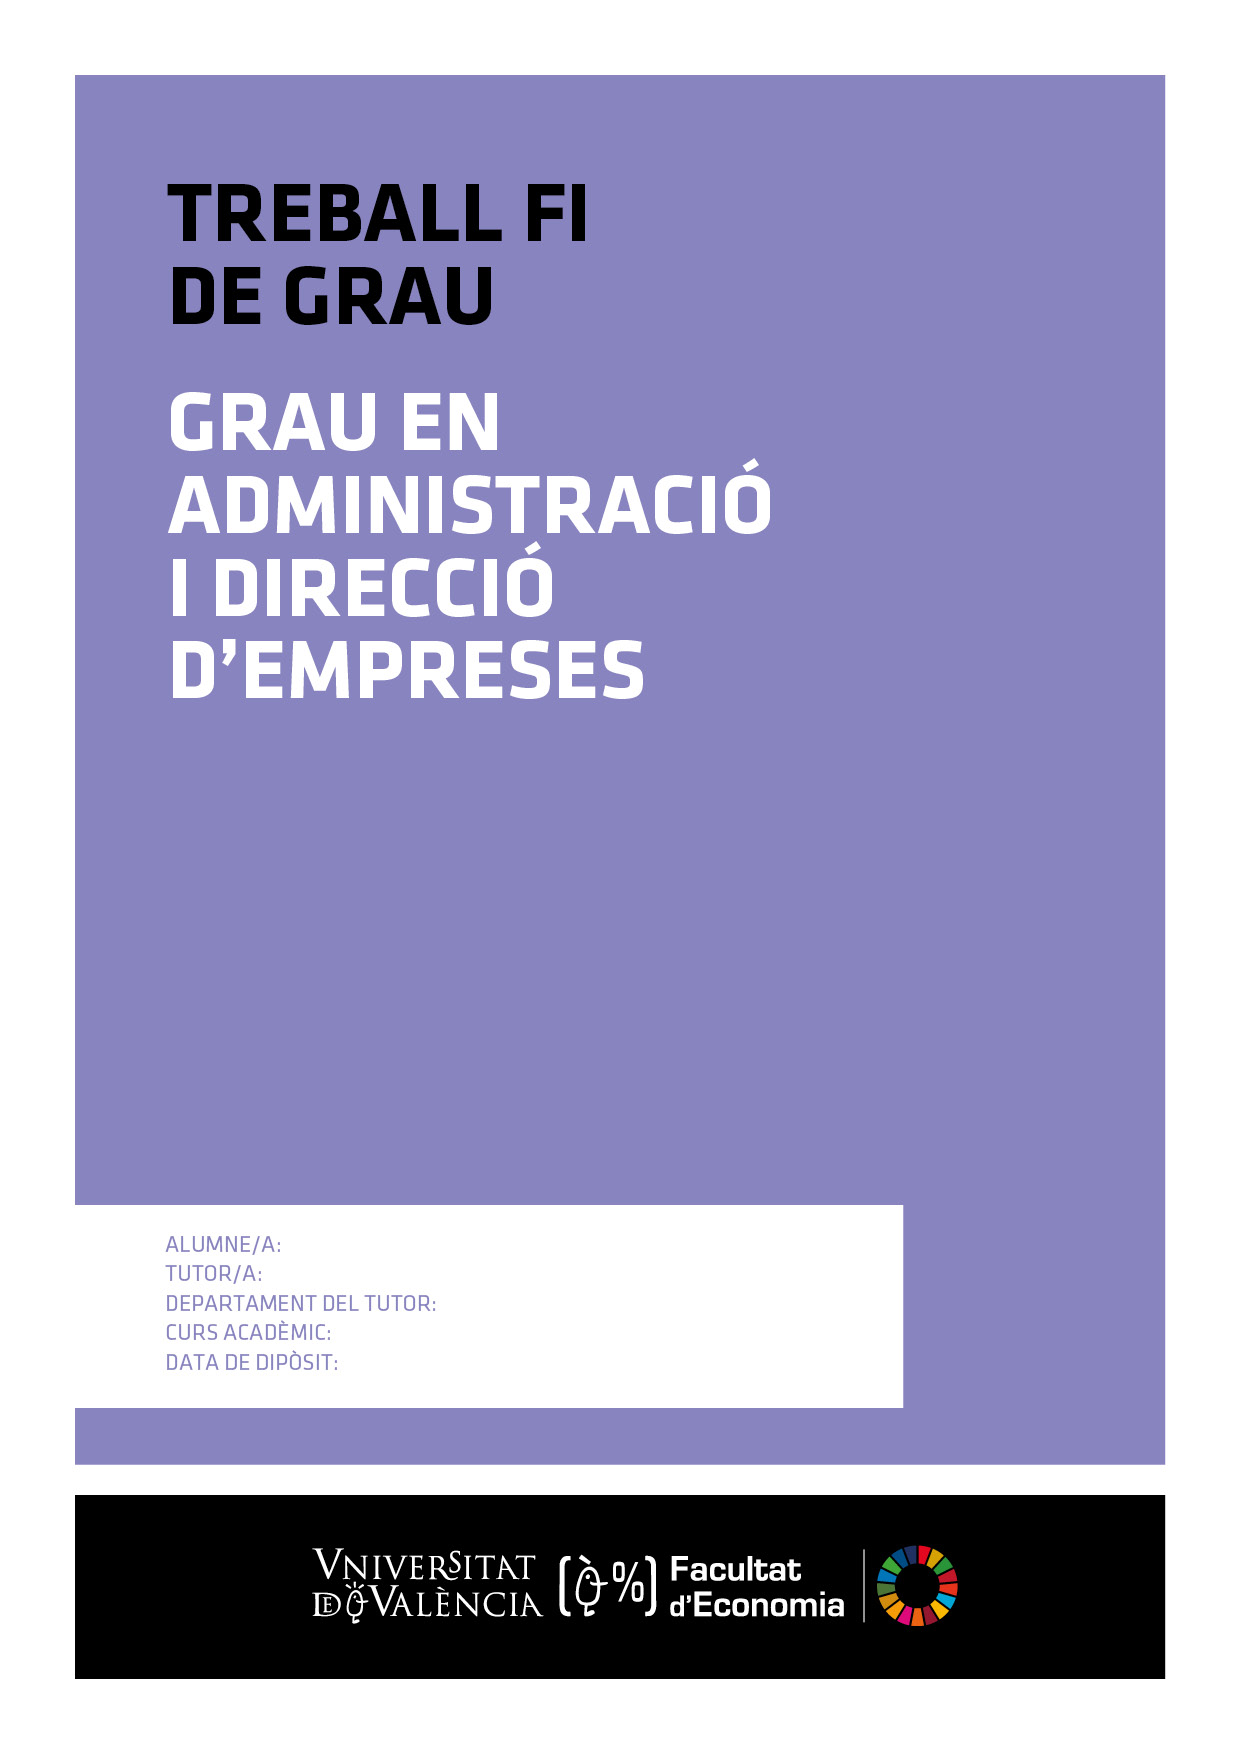 TREBALL FI
DE GRAU
GRAU EN
ADMINISTRACIÓ
I DIRECCIÓ
D’EMPRESES
ALUMNE/A:
TUTOR/A:
DEPARTAMENT DEL TUTOR:
CURS ACADÈMIC:
DATA DE DIPÒSIT:
VNIVERSITAT
DE VALÈNCIA
[%]
Facultat
d’Economia